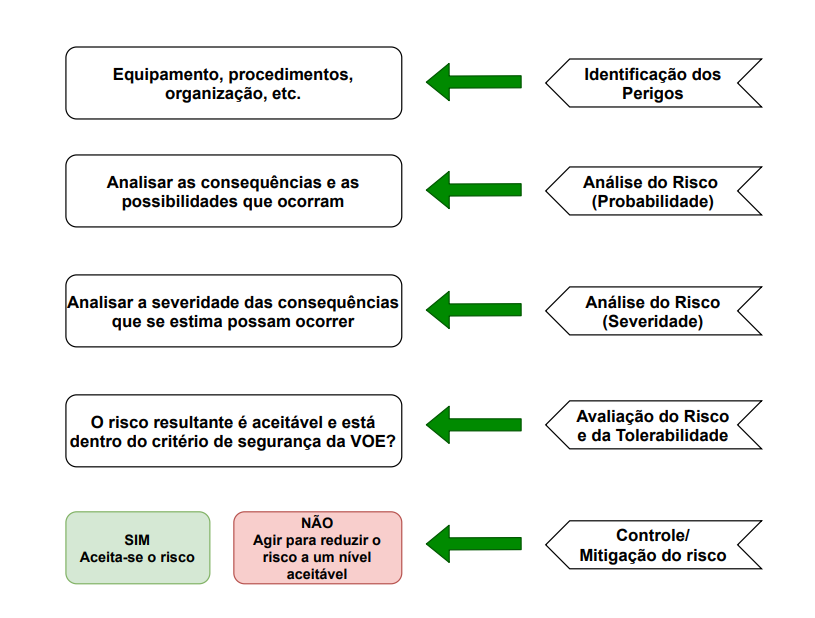 Equipamento, procedimentos,
organização, etc.
Identificação dos
Perigos
Analisar as consequências e as
possibilidades que ocorram
Análise do Risco
(Probabilidade)
Analisar a severidade das consequências
que se estima possam ocorrer
Análise do Risco
(Severidade)
O risco resultante é aceitável e está
dentro do critério de segurança da VOE?
Avaliação do Risco
e da Tolerabilidade
SIM
Aceita-se o risco
NÃO
Agir para reduzir o
risco a um nível
aceitável
Controle/
Mitigação do risco